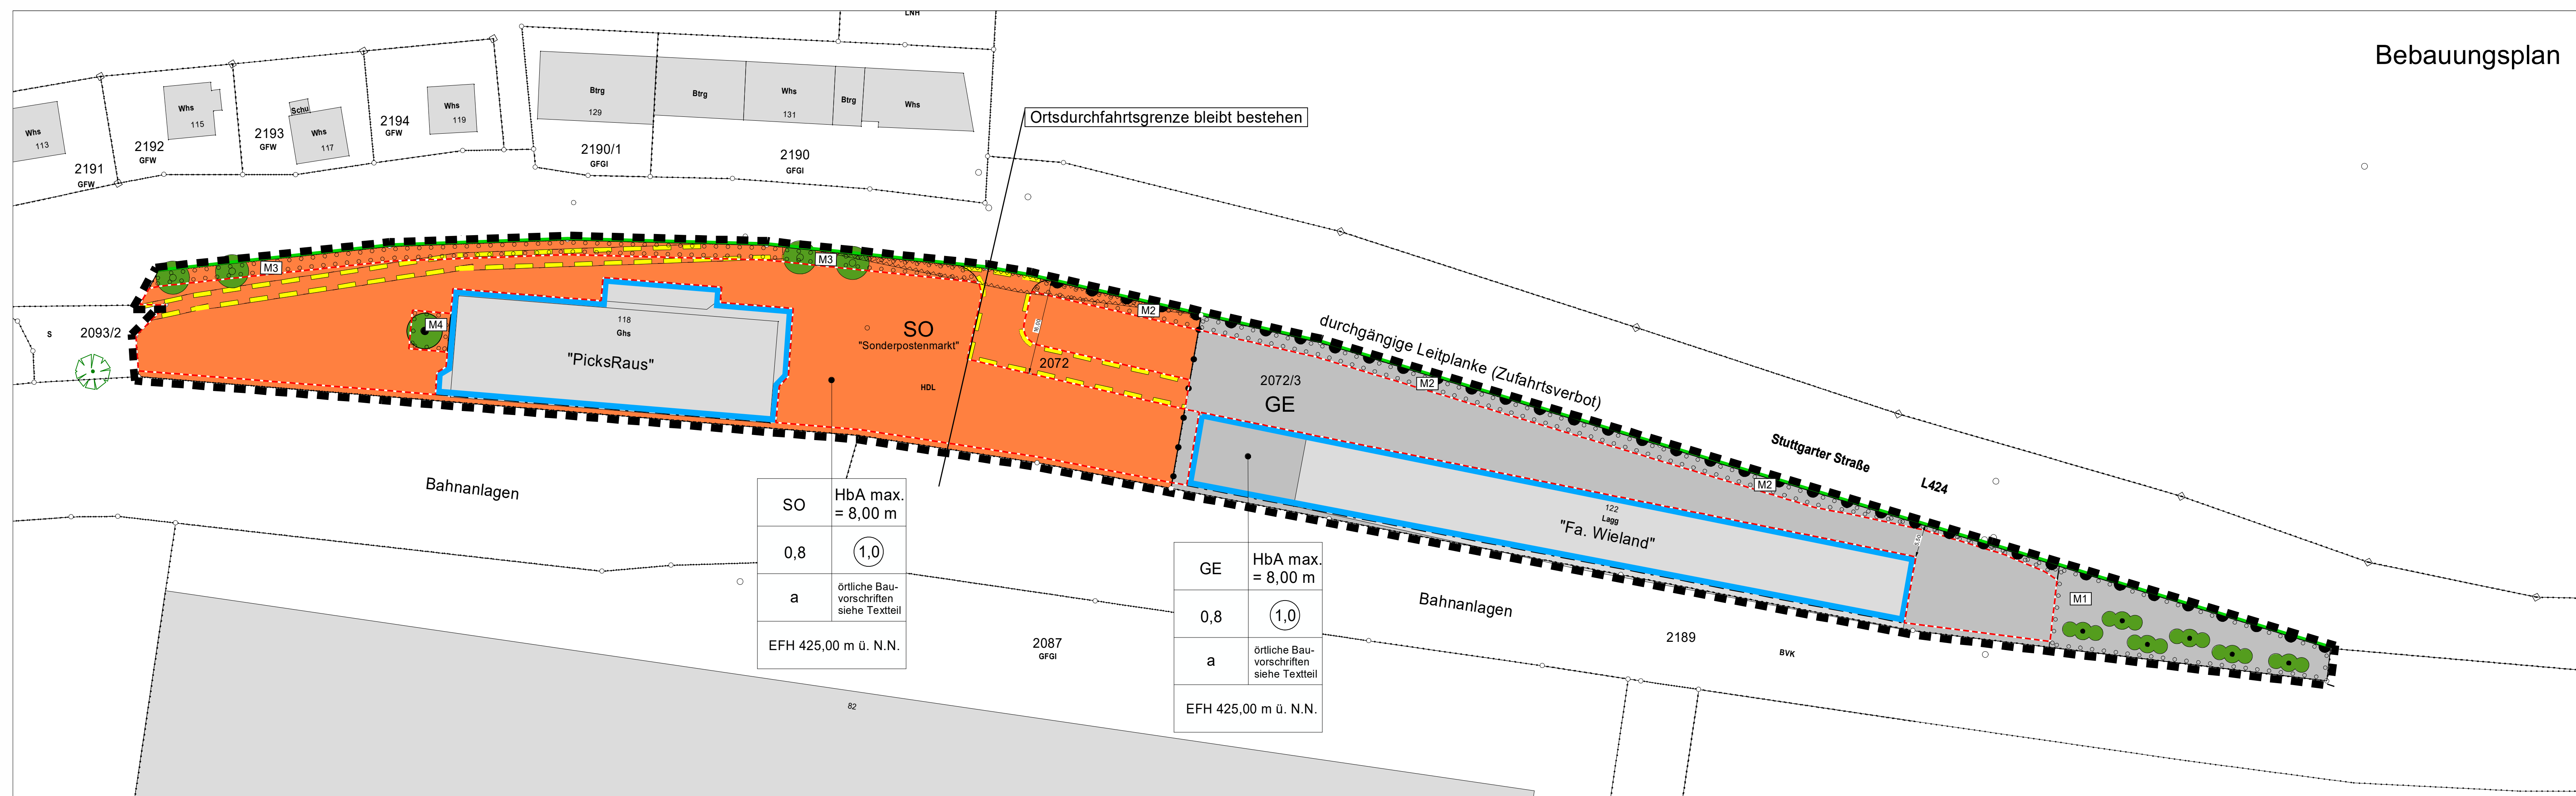 LNH
Bebauungsplan
Whs
113
2191
GFW
Whs
115
2192
GFW
Schu
Whs
117
2193
GFW
2194
GFW
Whs
119
Btrg
129
2190/1
GFGI
Btrg
Whs
131
Btrg
Whs
2190
GFGI
Ortsdurchfahrtsgrenze bleibt bestehen
M3
M3
M2
S
2093/2
M4
118
Ghs
"PicksRaus"
SO
"Sonderpostenmarkt"
HDL
2072
2072/3
GE
durchgängige Leitplanke (Zufahrtsverbot)
M2
Stuttgarter Straße
L424
M2
122
Lagg
"Fa. Wieland"
M1
Bahnanlagen
SO
HbA max.
= 8,00 m
0,8
1,0
a
örtliche Bau-
vorschriften
siehe Textteil
EFH 425,00 m ü. N.N.
GE
HbA max.
= 8,00 m
0,8
1,0
a
örtliche Bau-
vorschriften
siehe Textteil
EFH 425,00 m ü. N.N.
Bahnanlagen
2087
GFGI
2189
BVK
82